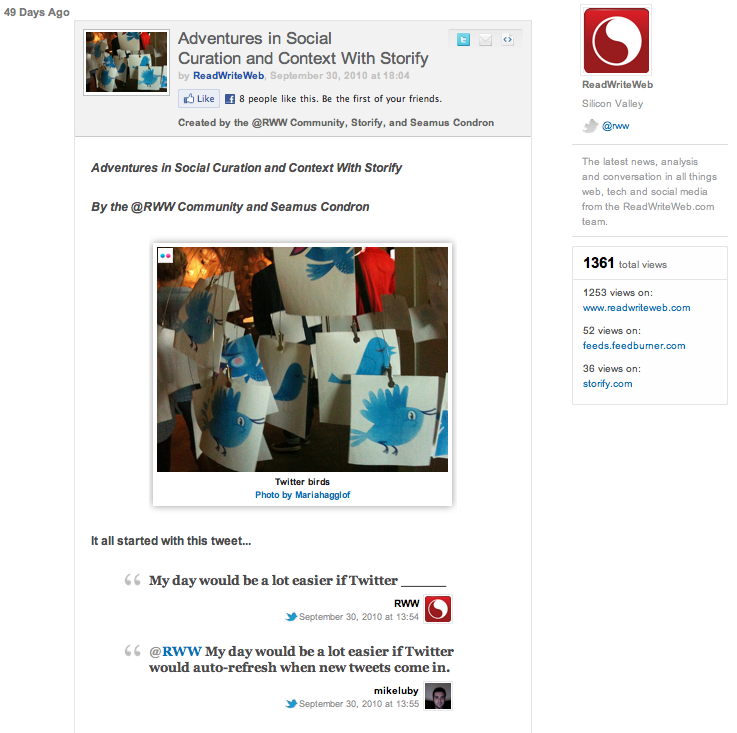 49 Days Ago
Adventures in Social
Curation and Context With Storify
by ReadWriteWeb, September 30, 2010 at 18:04
Like 8 people like this. Be the first of your friends.
Created by the @RWW Community, Storify, and Seamus Condron
Adventures in Social Curation and Context With Storify
By the @RWW Community and Seamus Condron
Twitter birds
Photo by Mariahagglof
It all started with this tweet...
“ My day would be a lot easier if Twitter ______
RWW
September 30, 2010 at 13:54
“ @RWW My day would be a lot easier if Twitter
would auto-refresh when new tweets come in.
mikeluby
September 30, 2010 at 13:55
ReadWriteWeb
Silicon Valley
@rww
The latest news, analysis
and conversation in all things
web, tech and social media
from the ReadWriteWeb.com
team.
1361 total views
1253 views on:
www.readwriteweb.com
52 views on:
feeds.feedburner.com
36 views on:
storify.com